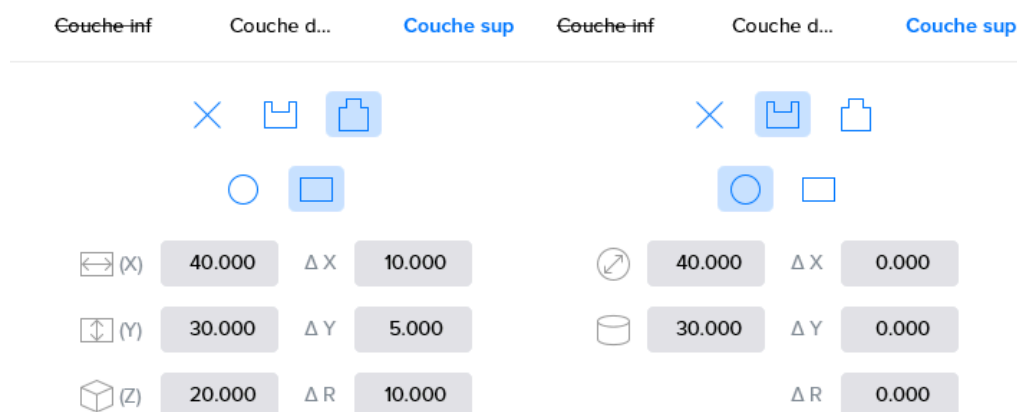 Couche inf Couche d... Couche sup Couche inf Couche d... Couche sup
(X) 40.000 Δ X 10.000 40.000 Δ X 0.000
(Y) 30.000 Δ Y 5.000 30.000 Δ Y 0.000
(Z) 20.000 Δ R 10.000 Δ R 0.000